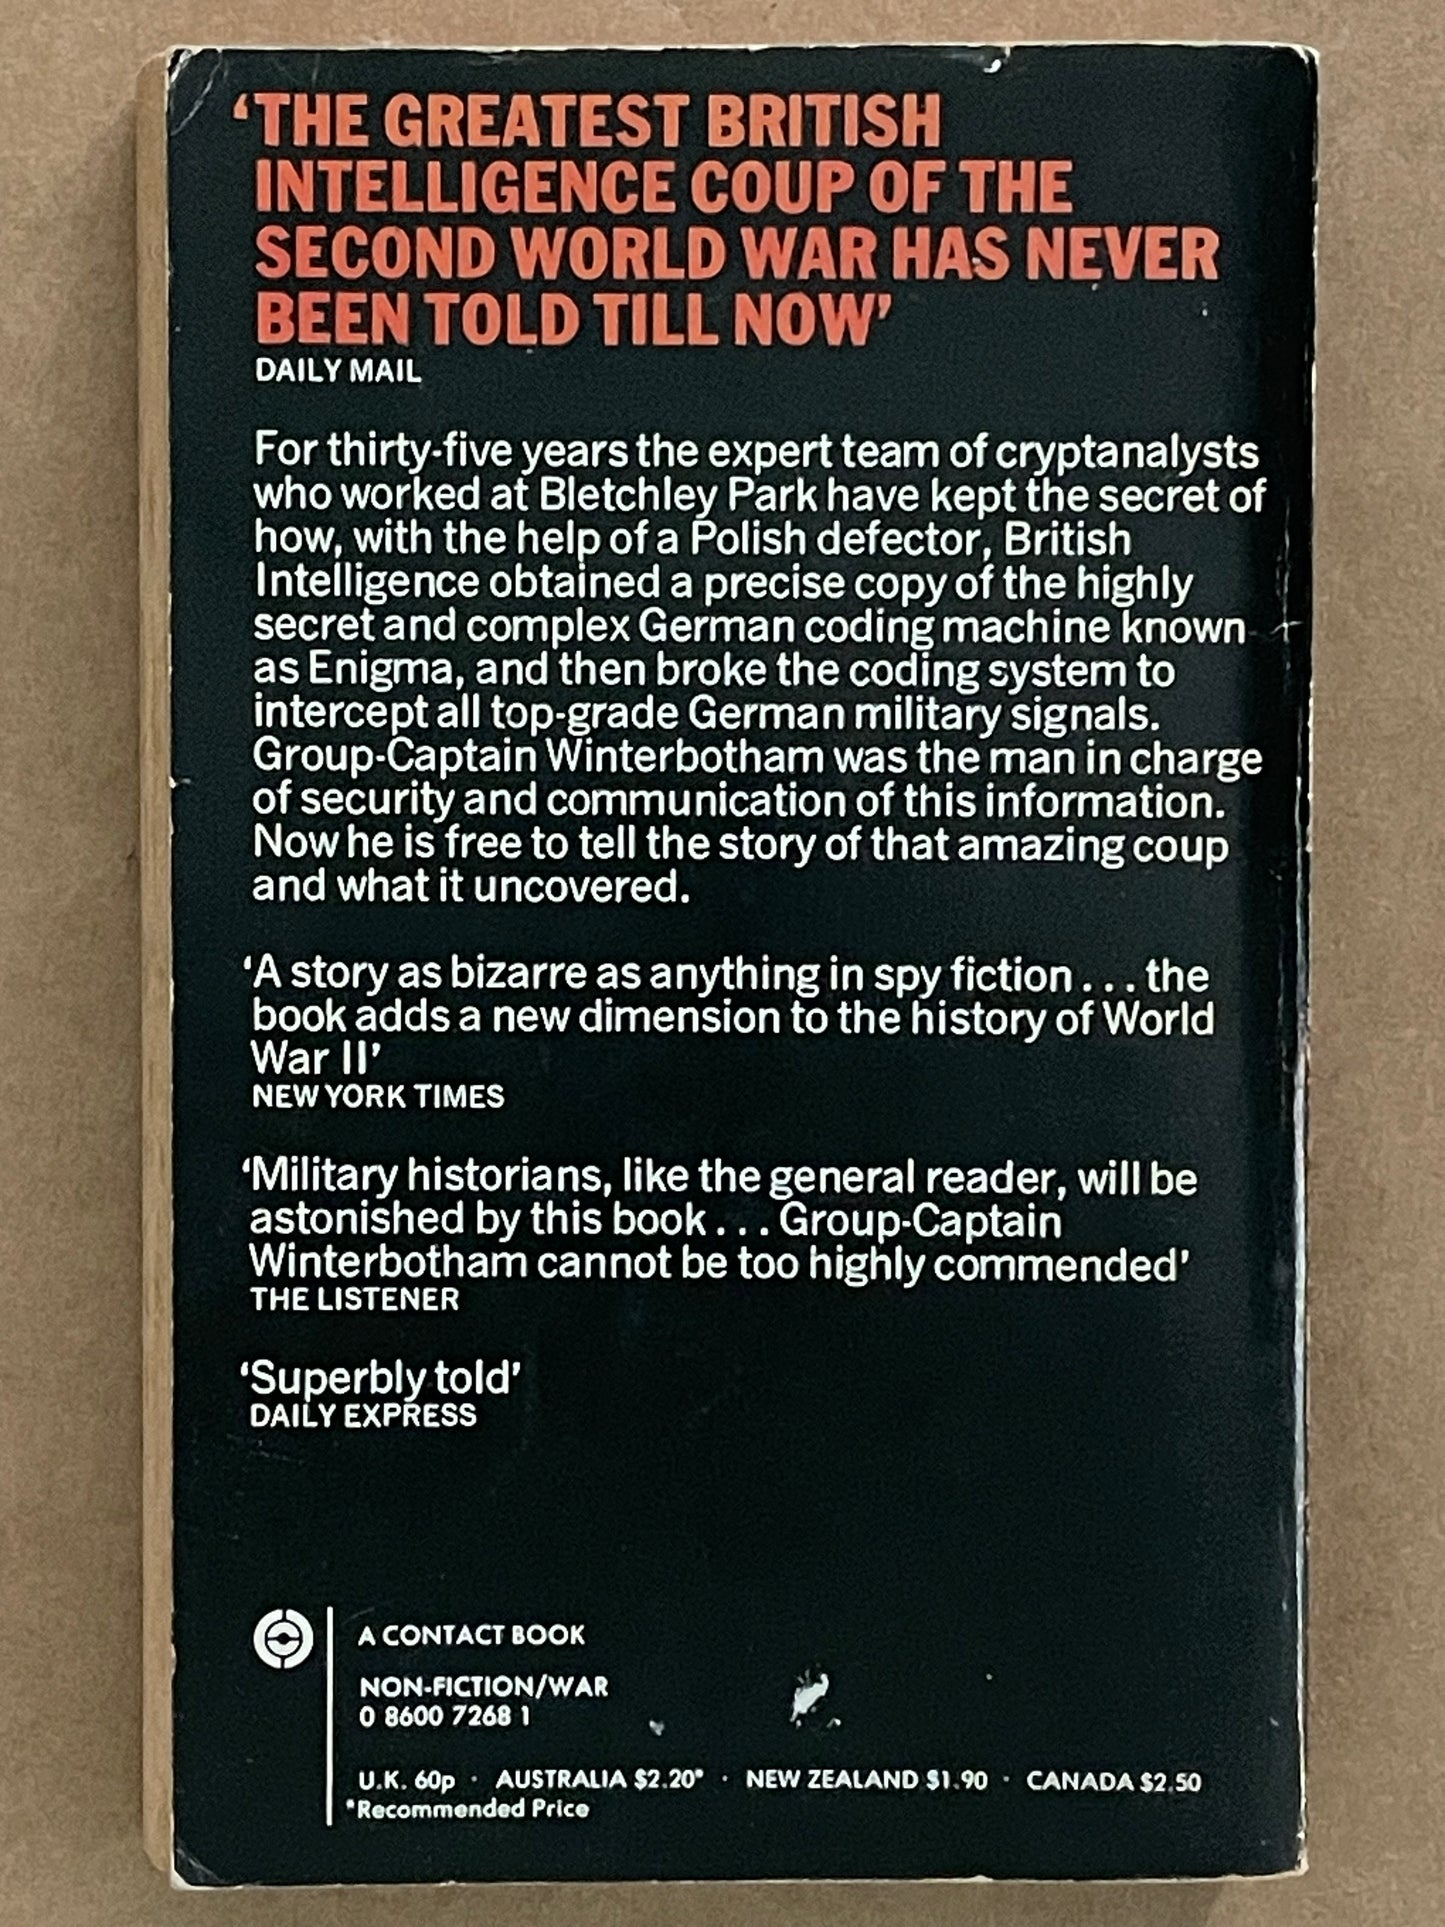 ‘THE GREATEST BRITISH
INTELLIGENCE COUP OF THE
SECOND WORLD WAR HAS NEVER
BEEN TOLD TILL NOW’
DAILY MAIL
For thirty-five years the expert team of cryptanalysts
who worked at Bletchley Park have kept the secret of
how, with the help of a Polish defector, British
Intelligence obtained a precise copy of the highly
secret and complex German coding machine known
as Enigma, and then broke the coding system to
intercept all top-grade German military signals.
Group-Captain Winterbotham was the man in charge
of security and communication of this information.
Now he is free to tell the story of that amazing coup
and what it uncovered.
‘A story as bizarre as anything in spy fiction . . . the
book adds a new dimension to the history of World
War II’
NEW YORK TIMES
‘Military historians, like the general reader, will be
astonished by this book . . . Group-Captain
Winterbotham cannot be too highly commended’
THE LISTENER
‘Superbly told’
DAILY EXPRESS
A CONTACT BOOK
NON-FICTION/WAR
0 8600 7268 1
U.K. 60p · AUSTRALIA $2.20* · NEW ZEALAND $1.90 · CANADA $2.50
*Recommended Price